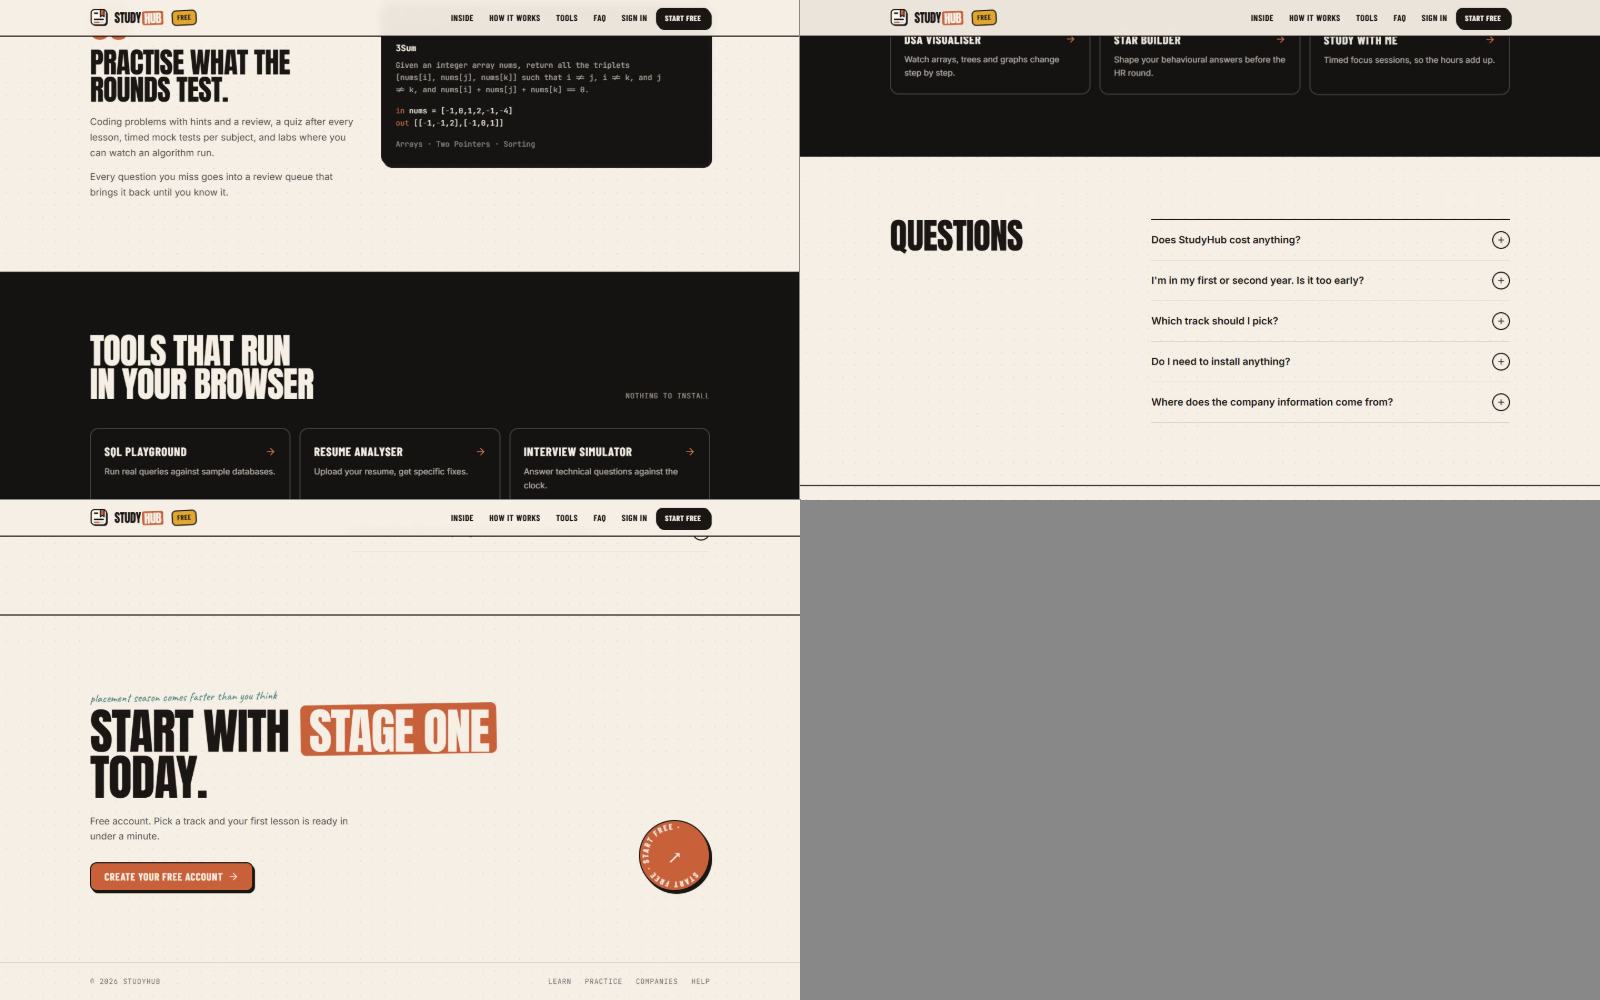 STUDY HUB FREE INSIDE HOW IT WORKS TOOLS FAQ SIGN IN START FREE
PRACTISE WHAT THE
ROUNDS TEST.
Coding problems with hints and a review, a quiz after every
lesson, timed mock tests per subject, and labs where you
can watch an algorithm run.
Every question you miss goes into a review queue that
brings it back until you know it.
3Sum
Given an integer array nums, return all the triplets
[nums[i], nums[j], nums[k]] such that i ≠ j, i ≠ k, and j
≠ k, and nums[i] + nums[j] + nums[k] == 0.
in nums = [-1,0,1,2,-1,-4]
out [[-1,-1,2],[-1,0,1]]
Arrays · Two Pointers · Sorting
TOOLS THAT RUN
IN YOUR BROWSER
NOTHING TO INSTALL
SQL PLAYGROUND →
Run real queries against sample databases.
RESUME ANALYSER →
Upload your resume, get specific fixes.
INTERVIEW SIMULATOR →
Answer technical questions against the
clock.
STUDY HUB FREE INSIDE HOW IT WORKS TOOLS FAQ SIGN IN START FREE
DSA VISUALISER →
Watch arrays, trees and graphs change
step by step.
STAR BUILDER →
Shape your behavioural answers before the
HR round.
STUDY WITH ME →
Timed focus sessions, so the hours add up.
QUESTIONS
Does StudyHub cost anything?
I'm in my first or second year. Is it too early?
Which track should I pick?
Do I need to install anything?
Where does the company information come from?
STUDY HUB FREE INSIDE HOW IT WORKS TOOLS FAQ SIGN IN START FREE
placement season comes faster than you think
START WITH STAGE ONE
TODAY.
Free account. Pick a track and your first lesson is ready in
under a minute.
CREATE YOUR FREE ACCOUNT →
START FREE · START FREE ·
© 2026 STUDYHUB LEARN PRACTICE COMPANIES HELP